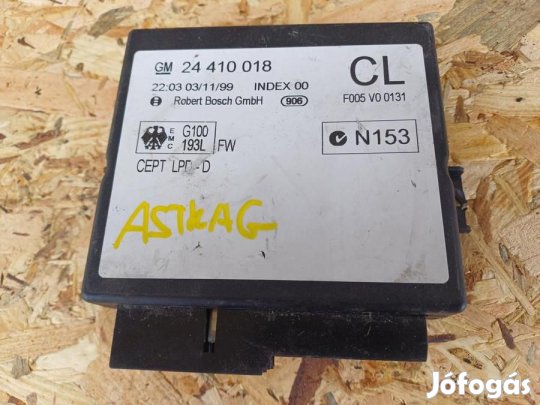 GM 24 410 018 CL
22:03 03/11/99 INDEX 00
Robert Bosch GmbH 906 F005 V0 0131
E M C G100 193L FW
N153
CEPT LPD - D
ASTRA G
Jófogás